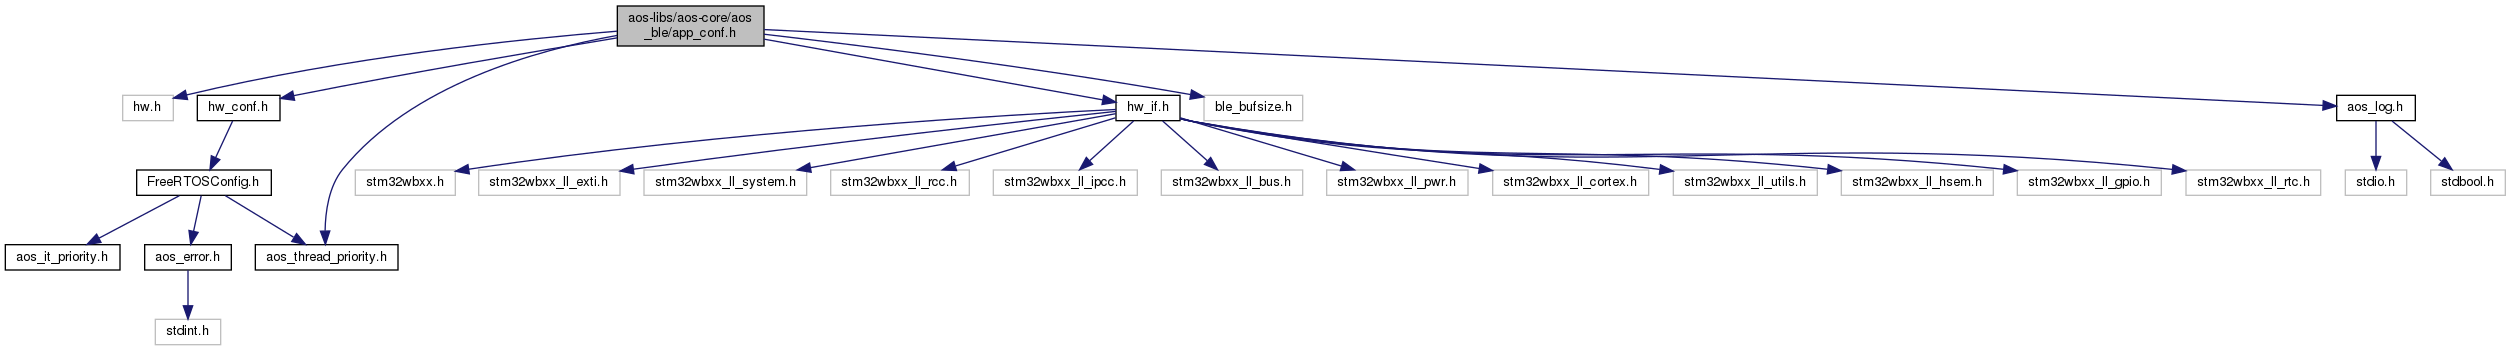 aos-libs/aos-core/aos
_ble/app_conf.h
hw.h
hw_conf.h
hw_if.h
ble_bufsize.h
aos_log.h
FreeRTOSConfig.h
stm32wbxx.h
stm32wbxx_ll_exti.h
stm32wbxx_ll_system.h
stm32wbxx_ll_rcc.h
stm32wbxx_ll_ipcc.h
stm32wbxx_ll_bus.h
stm32wbxx_ll_pwr.h
stm32wbxx_ll_cortex.h
stm32wbxx_ll_utils.h
stm32wbxx_ll_hsem.h
stm32wbxx_ll_gpio.h
stm32wbxx_ll_rtc.h
stdio.h
stdbool.h
aos_it_priority.h
aos_error.h
aos_thread_priority.h
stdint.h